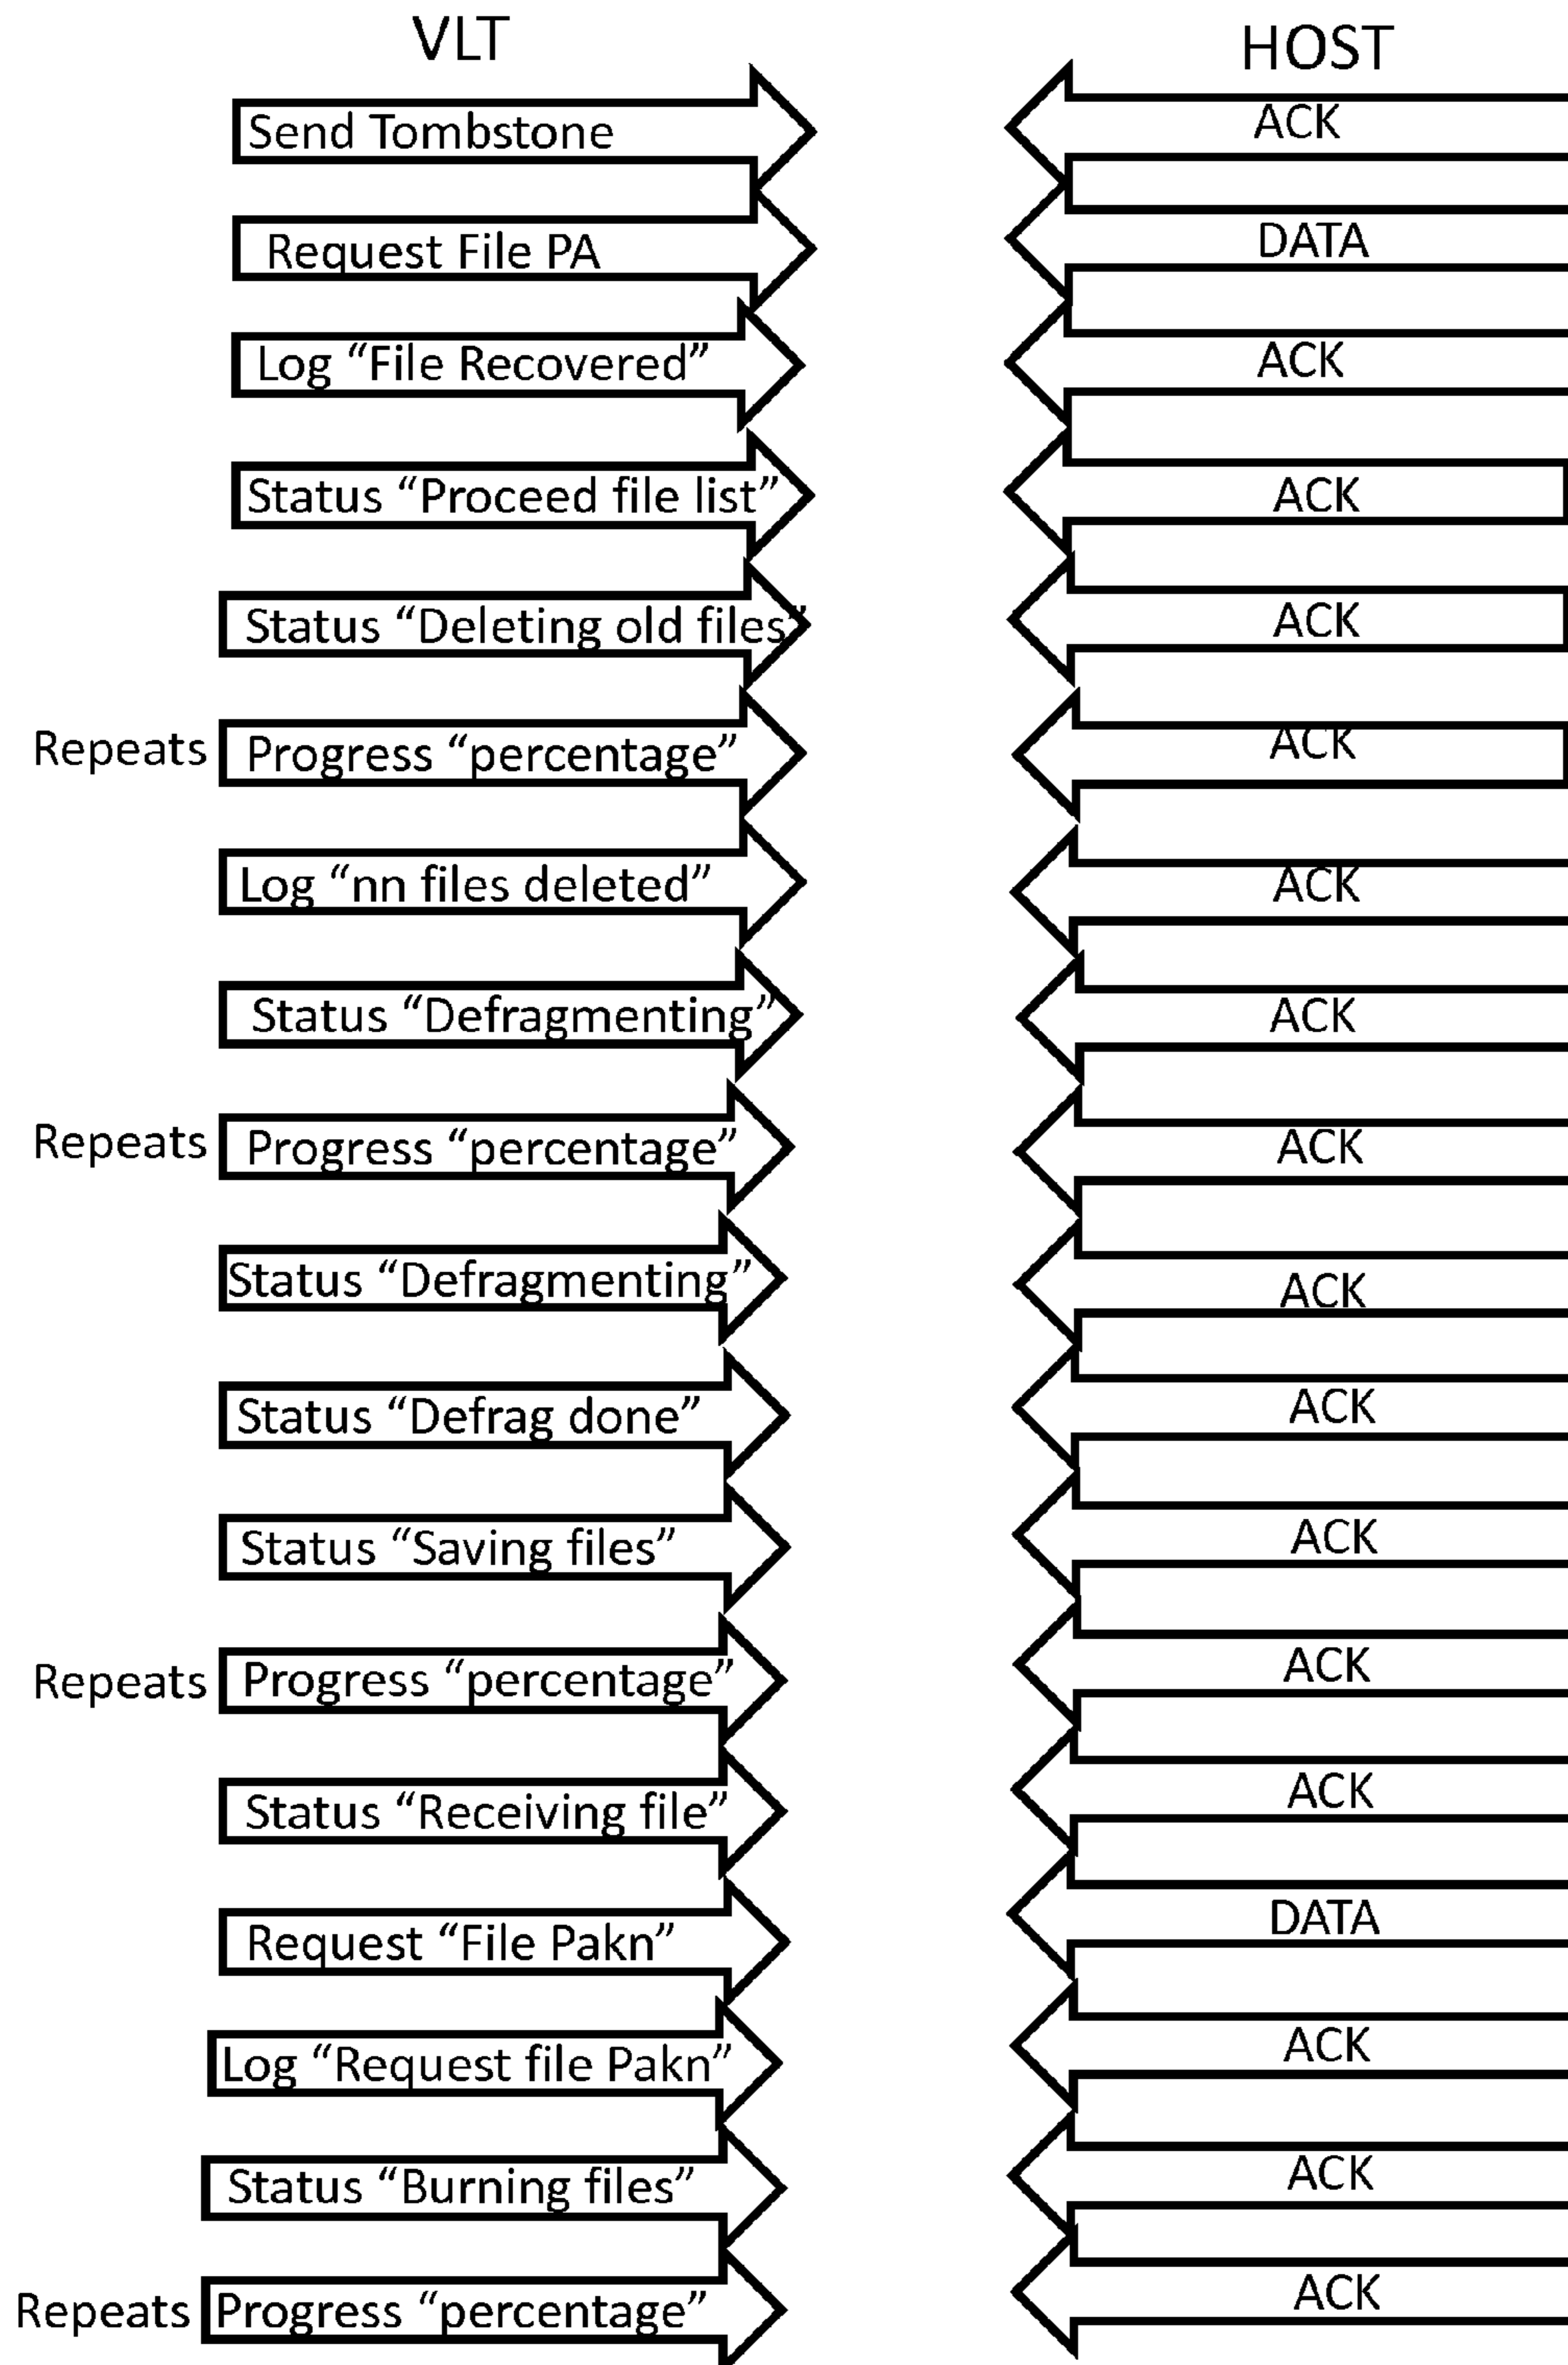 VLT HOST
Send Tombstone ACK
Request File PA DATA
Log “File Recovered” ACK
Status “Proceed file list” ACK
Status “Deleting old files” ACK
Repeats Progress “percentage” ACK
Log “nn files deleted” ACK
Status “Defragmenting” ACK
Repeats Progress “percentage” ACK
Status “Defragmenting” ACK
Status “Defrag done” ACK
Status “Saving files” ACK
Repeats Progress “percentage” ACK
Status “Receiving file” ACK
Request “File Pakn” DATA
Log “Request file Pakn” ACK
Status “Burning files” ACK
Repeats Progress “percentage” ACK